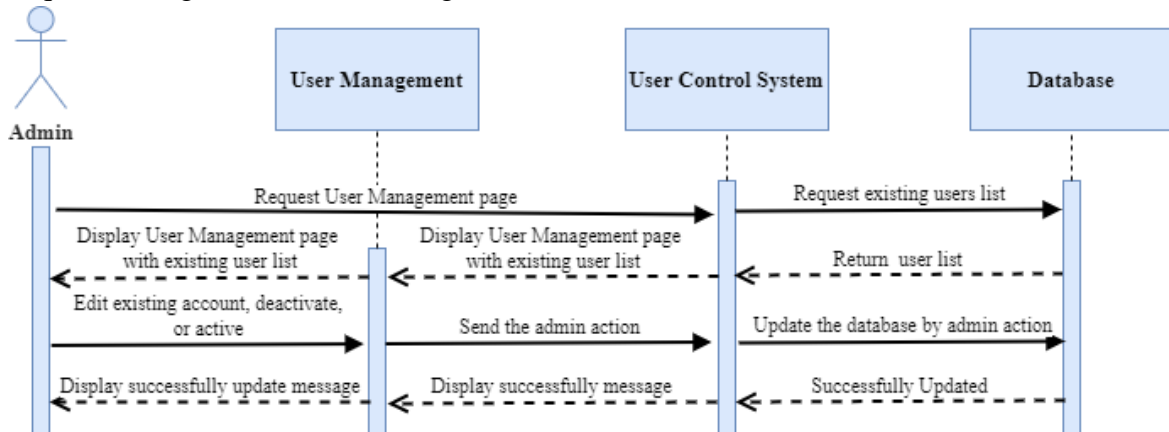 User Management
User Control System
Database
Admin
Request User Management page
Request existing users list
Display User Management page
with existing user list
Display User Management page
with existing user list
Return user list
Edit existing account, deactivate,
or active
Send the admin action
Update the database by admin action
Display successfully update message
Display successfully message
Successfully Updated